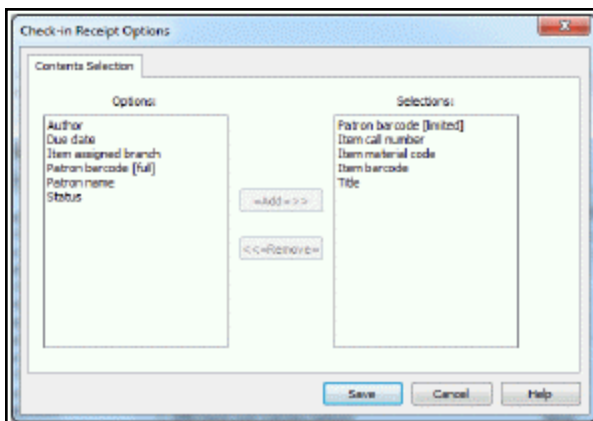 Check-in Receipt Options
Contents Selection
Options:
Selections:
Author
Due date
Item assigned branch
Patron barcode [full]
Patron name
Status
=Add=>>
<<=Remove=
Patron barcode [limited]
Item call number
Item material code
Item barcode
Title
Save
Cancel
Help